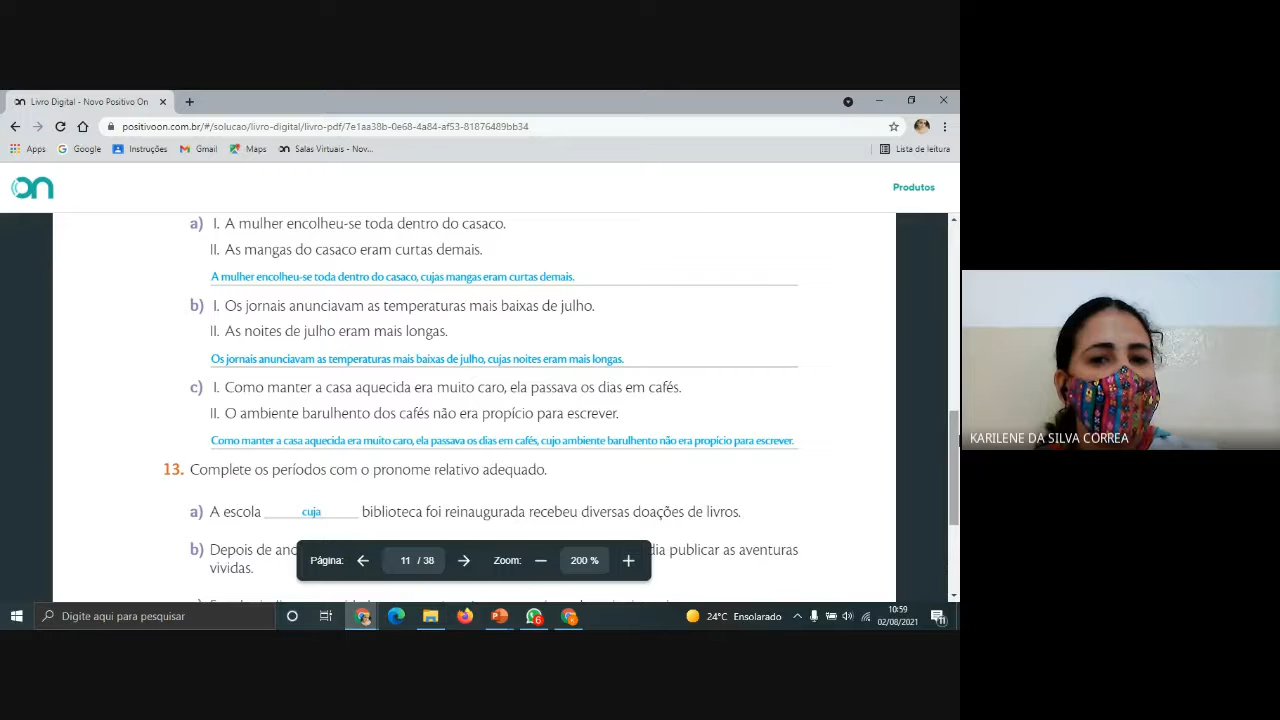 Livro Digital - Novo Positivo On
positivoon.com.br/#/solucao/livro-digital/livro-pdf/7e1aa38b-0e68-4a84-af53-81876489bb34
Apps Google Instruções Gmail Maps Salas Virtuais - Nov... Lista de leitura
on Produtos
a) I. A mulher encolheu-se toda dentro do casaco.
II. As mangas do casaco eram curtas demais.
A mulher encolheu-se toda dentro do casaco, cujas mangas eram curtas demais.
b) I. Os jornais anunciavam as temperaturas mais baixas de julho.
II. As noites de julho eram mais longas.
Os jornais anunciavam as temperaturas mais baixas de julho, cujas noites eram mais longas.
c) I. Como manter a casa aquecida era muito caro, ela passava os dias em cafés.
II. O ambiente barulhento dos cafés não era propício para escrever.
Como manter a casa aquecida era muito caro, ela passava os dias em cafés, cujo ambiente barulhento não era propício para escrever.
KARILENE DA SILVA CORREA
13. Complete os períodos com o pronome relativo adequado.
a) A escola cuja biblioteca foi reinaugurada recebeu diversas doações de livros.
b) Depois de publicar as aventuras
vividas.
Página: 11 / 38 Zoom: 200 %
Digite aqui para pesquisar
6
24°C Ensolarado
10:59
02/08/2021
11